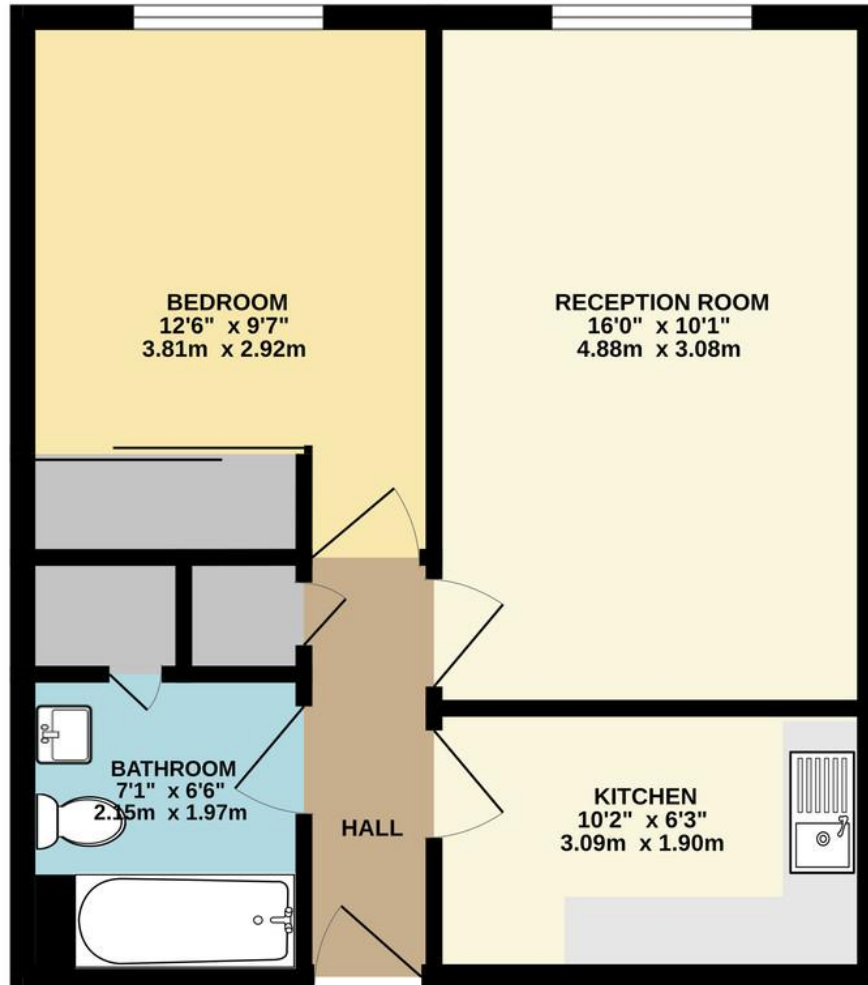 BEDROOM
12'6" x 9'7"
3.81m x 2.92m
RECEPTION ROOM
16'0" x 10'1"
4.88m x 3.08m
BATHROOM
7'1" x 6'6"
2.15m x 1.97m
HALL
KITCHEN
10'2" x 6'3"
3.09m x 1.90m